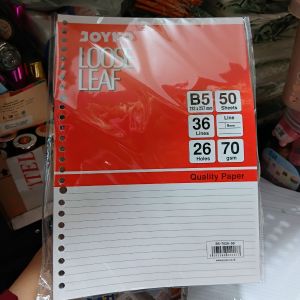 JOYKO
LOOSE
LEAF
B5
50
Sheets
36
Lines
Line
26
Holes
70
gsm
Quality Paper